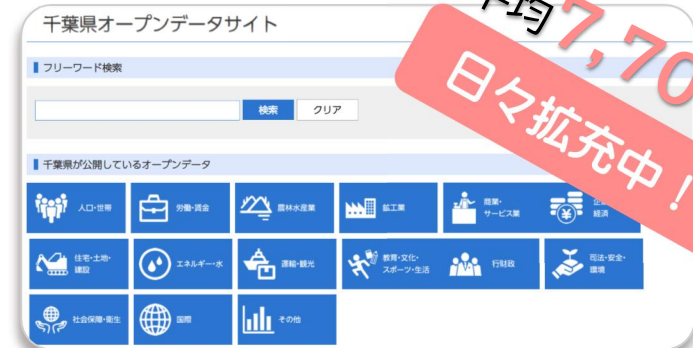 千葉県オープンデータサイト
均7,70
日々拡充中！
フリーワード検索
検索 クリア
千葉県が公開しているオープンデータ
人口・世帯
労働・賃金
農林水産業
鉱工業
商業・
サービス業
経済
住宅・土地・
建設
エネルギー・水
運輸・観光
教育・文化・
スポーツ・生活
行財政
司法・安全・
環境
社会保障・衛生
国際
その他